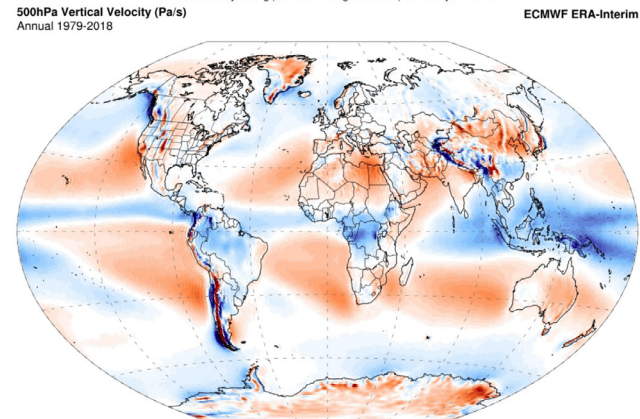 500hPa Vertical Velocity (Pa/s)
ECMWF ERA-Interim
Annual 1979-2018